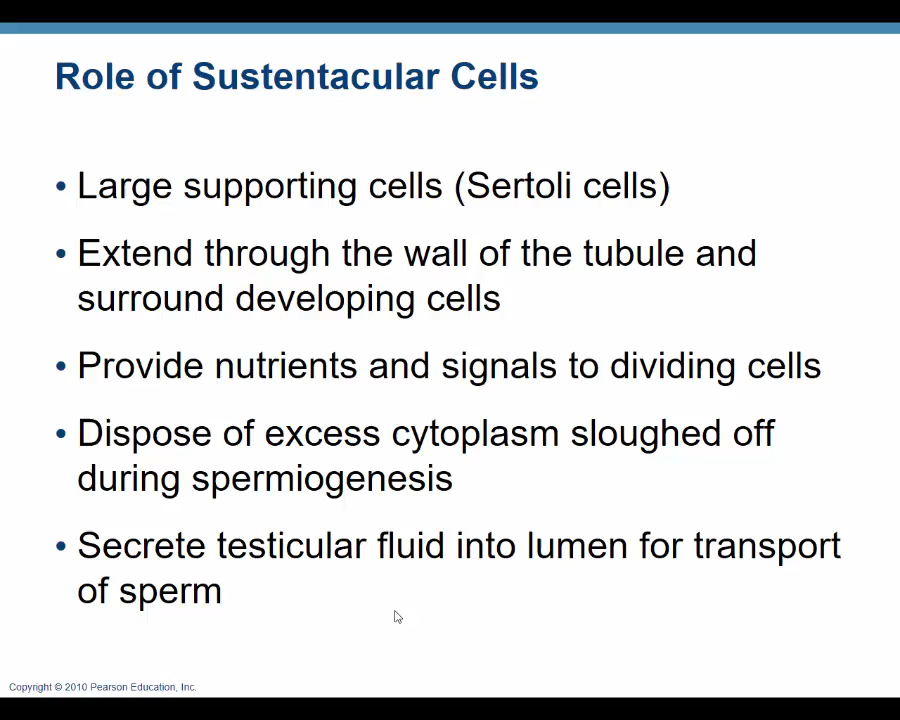 Role of Sustentacular Cells
• Large supporting cells (Sertoli cells)
• Extend through the wall of the tubule and
surround developing cells
• Provide nutrients and signals to dividing cells
• Dispose of excess cytoplasm sloughed off
during spermiogenesis
• Secrete testicular fluid into lumen for transport
of sperm
Copyright © 2010 Pearson Education, Inc.